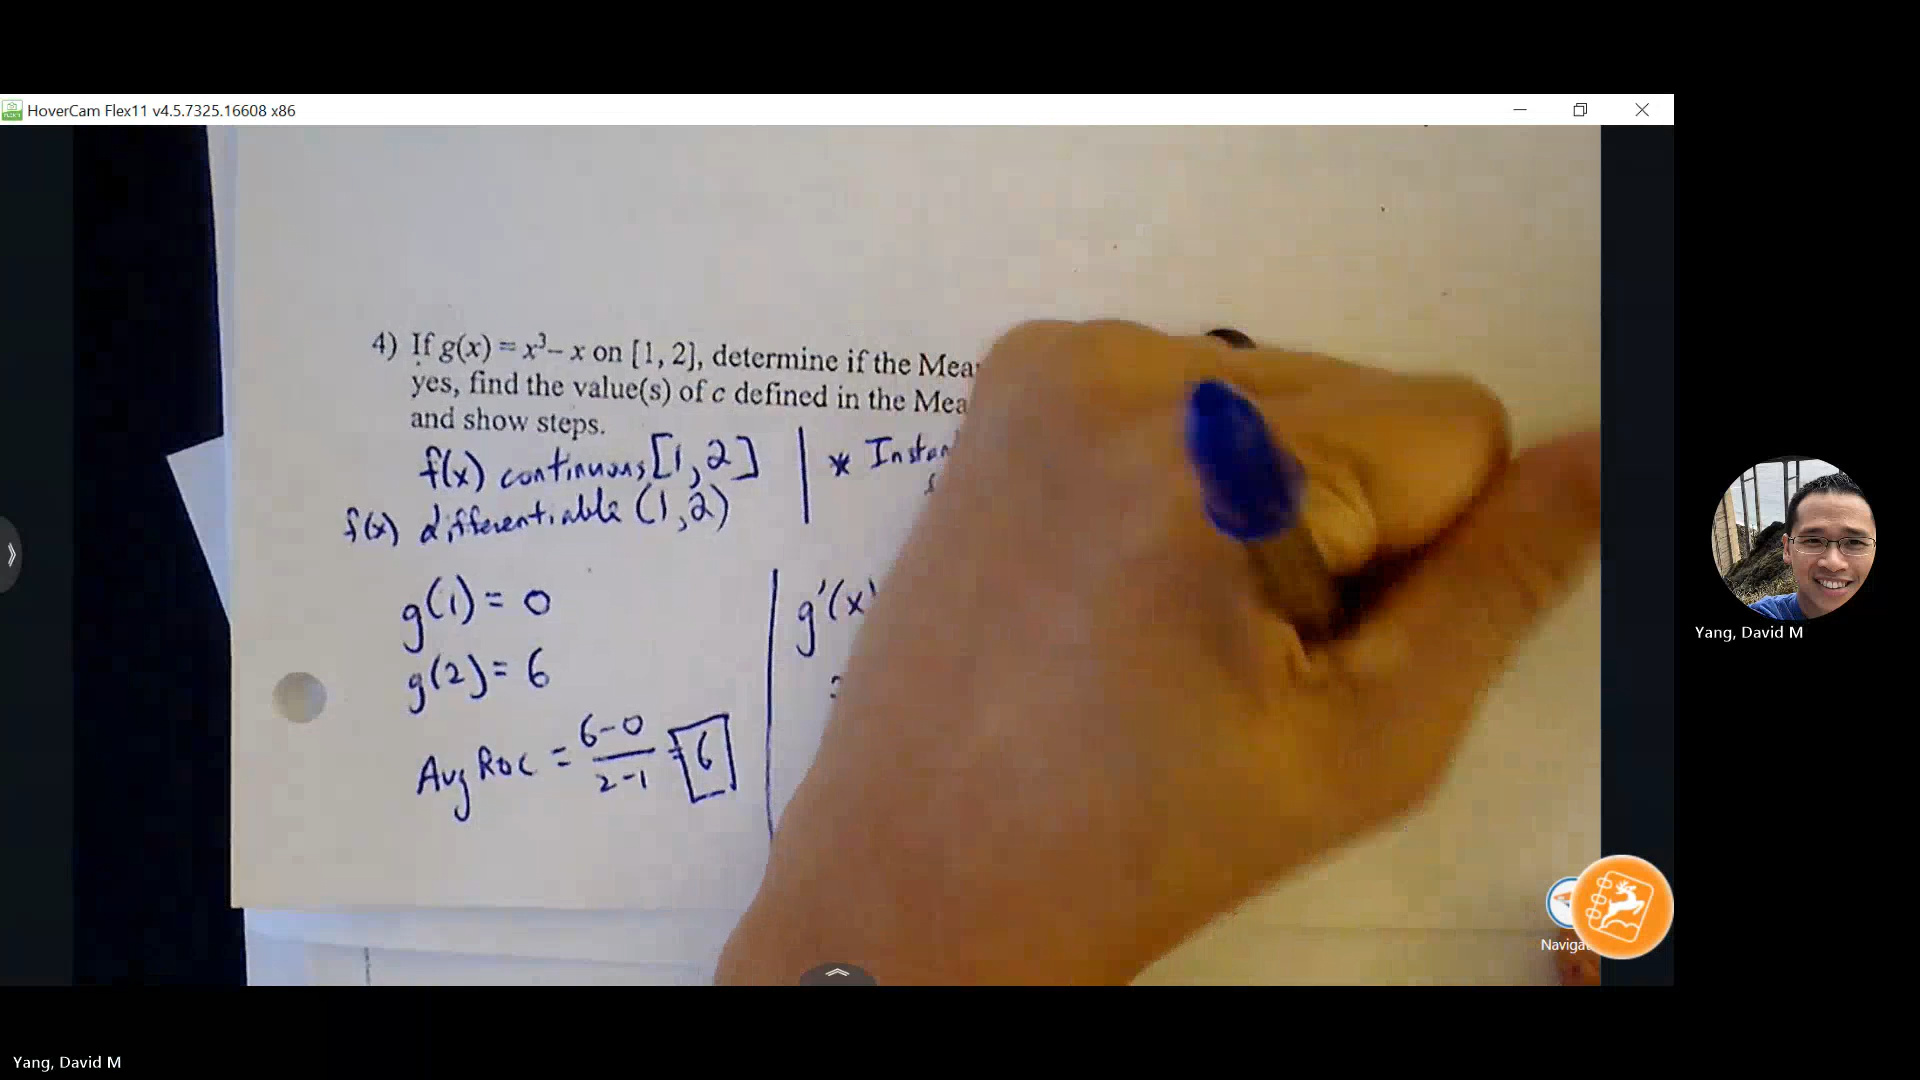 HoverCam Flex11 v4.5.7325.16608 x86
4) If g(x) = x³– x on [1, 2], determine if the Mea
yes, find the value(s) of c defined in the Mea
and show steps.
f(x) continuous, [1, 2]
f(x) differentiable (1, 2)
* Instan
g(1) = 0
g(2) = 6
Avg Roc = 6-0 / 2-1 = 6
g'(x)
Naviga
Yang, David M
Yang, David M